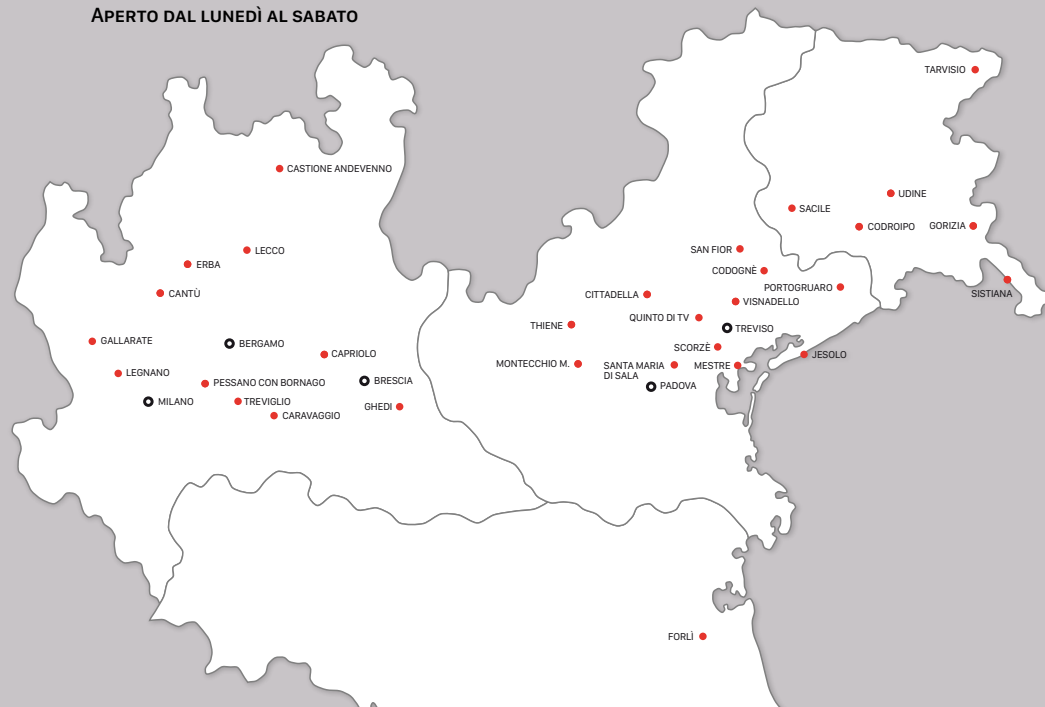 Aperto dal lunedì al sabato
TARVISIO
CASTIONE ANDEVENNO
UDINE
SACILE
CODROIPO
GORIZIA
LECCO
SAN FIOR
ERBA
CODOGNÈ
PORTOGRUARO
SISTIANA
CANTÙ
CITTADELLA
VISNADELLO
QUINTO DI TV
THIENE
TREVISO
GALLARATE
BERGAMO
SCORZÈ
CAPRIOLO
JESOLO
MONTECCHIO M.
SANTA MARIA
DI SALA
MESTRE
LEGNANO
PESSANO CON BORNAGO
BRESCIA
PADOVA
MILANO
TREVIGLIO
GHEDI
CARAVAGGIO
FORLÌ